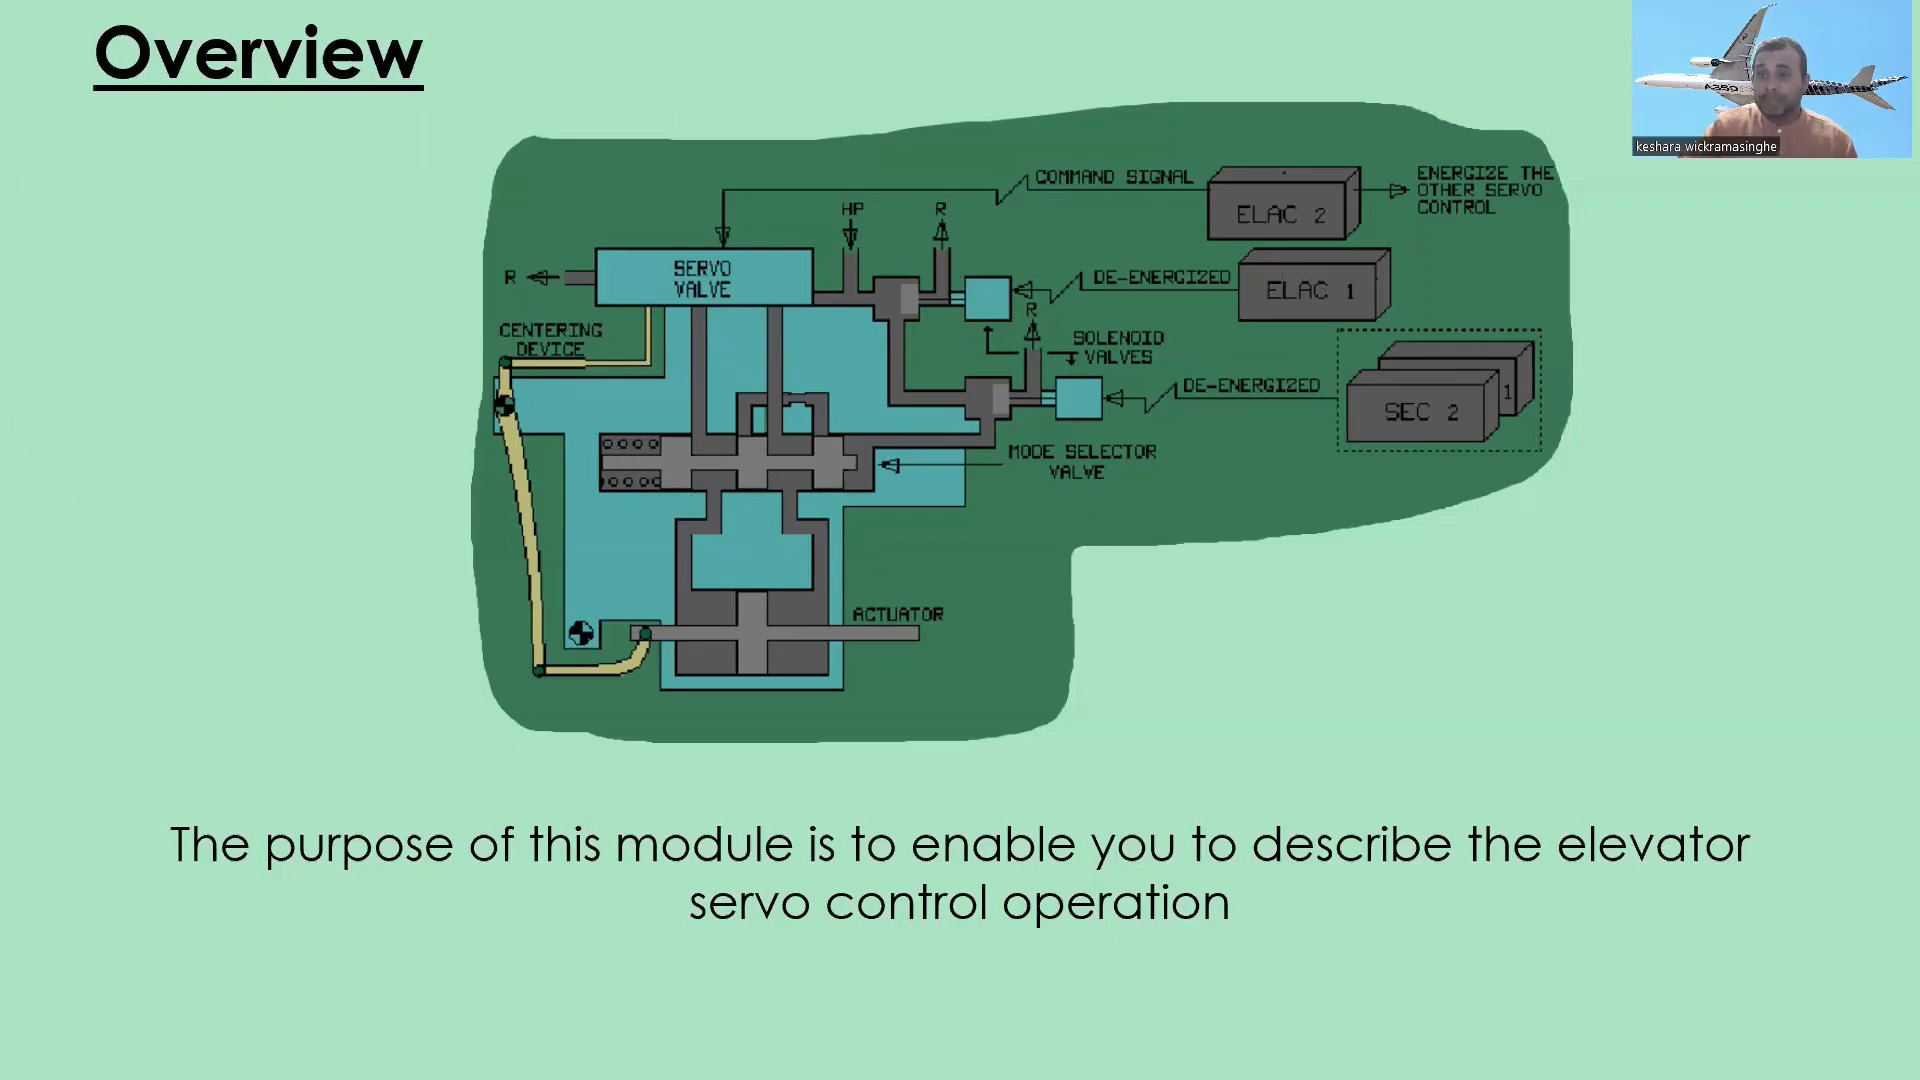 Overview
A350
keshara wickramasinghe
COMMAND SIGNAL
ELAC 2
ENERGIZE THE
OTHER SERVO
CONTROL
HP
R
R
SERVO
VALVE
DE-ENERGIZED
ELAC 1
R
CENTERING
DEVICE
SOLENOID
VALVES
DE-ENERGIZED
SEC 2
1
MODE SELECTOR
VALVE
ACTUATOR
The purpose of this module is to enable you to describe the elevator
servo control operation